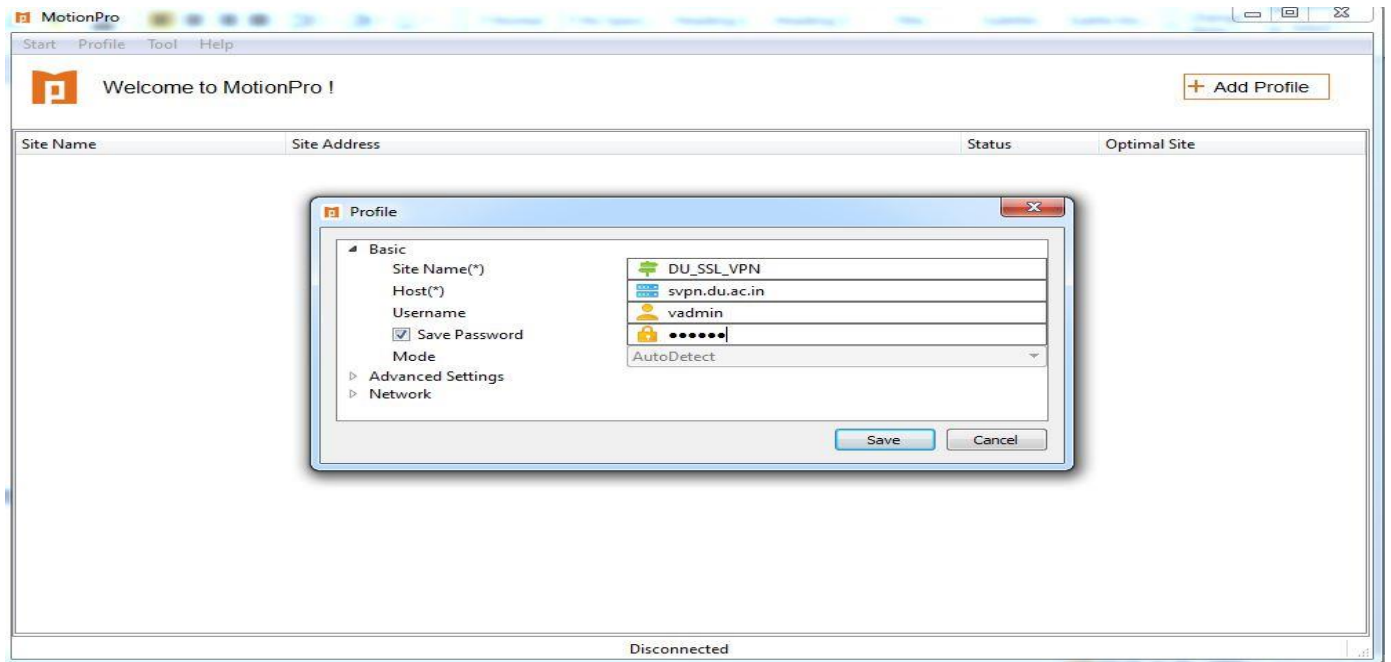 MotionPro
Start Profile Tool Help
Welcome to MotionPro !
+ Add Profile
Site Name Site Address Status Optimal Site
Profile
Basic
Site Name(*) DU_SSL_VPN
Host(*) svpn.du.ac.in
Username vadmin
Save Password ••••••
Mode AutoDetect
Advanced Settings
Network
Save Cancel
Disconnected